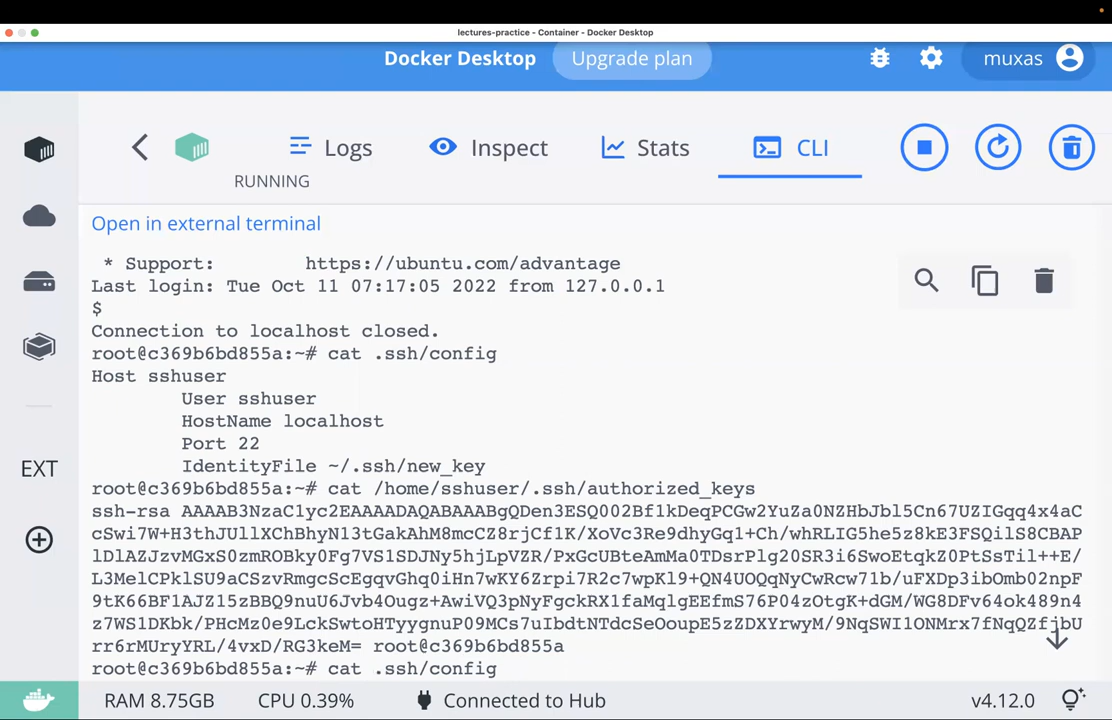 lectures-practice - Container - Docker Desktop
Docker Desktop
Upgrade plan
muxas
Logs
Inspect
Stats
CLI
RUNNING
Open in external terminal
* Support: https://ubuntu.com/advantage
Last login: Tue Oct 11 07:17:05 2022 from 127.0.0.1
$
Connection to localhost closed.
root@c369b6bd855a:~# cat .ssh/config
Host sshuser
User sshuser
HostName localhost
Port 22
IdentityFile ~/.ssh/new_key
root@c369b6bd855a:~# cat /home/sshuser/.ssh/authorized_keys
ssh-rsa AAAAB3NzaC1yc2EAAAADAQABAAABgQDen3ESQ002Bf1kDeqPCGw2YuZa0NZHbJbl5Cn67UZIGqq4x4aC
cSwi7W+H3thJUllXChBhyN13tGakAhM8mcCZ8rjCf1K/XoVc3Re9dhyGq1+Ch/whRLIG5he5z8kE3FSQilS8CBAP
lDlAZJzvMGxS0zmROBky0Fg7VS1SDJNy5hjLpVZR/PxGcUBteAmMa0TDsrPlg20SR3i6SwoEtqkZ0PtSsTil++E/
L3MelCPklSU9aCSzvRmgcScEgqvGhq0iHn7wKY6Zrpi7R2c7wpKl9+QN4UOQqNyCwRcw71b/uFXDp3ibOmb02npF
9tK66BF1AJZ15zBBQ9nuU6Jvb4Ougz+AwiVQ3pNyFgckRX1faMqlgEEfmS76P04zOtgK+dGM/WG8DFv64ok489n4
z7WS1DKbk/PHcMz0e9LckSwtoHTyygnuP09MCs7uIbdtNTdcSeOoupE5zZDXYrwyM/9NqSWI1ONMrx7fNqQZfjbU
rr6rMUryYRL/4vxD/RG3keM= root@c369b6bd855a
root@c369b6bd855a:~# cat .ssh/config
EXT
RAM 8.75GB
CPU 0.39%
Connected to Hub
v4.12.0